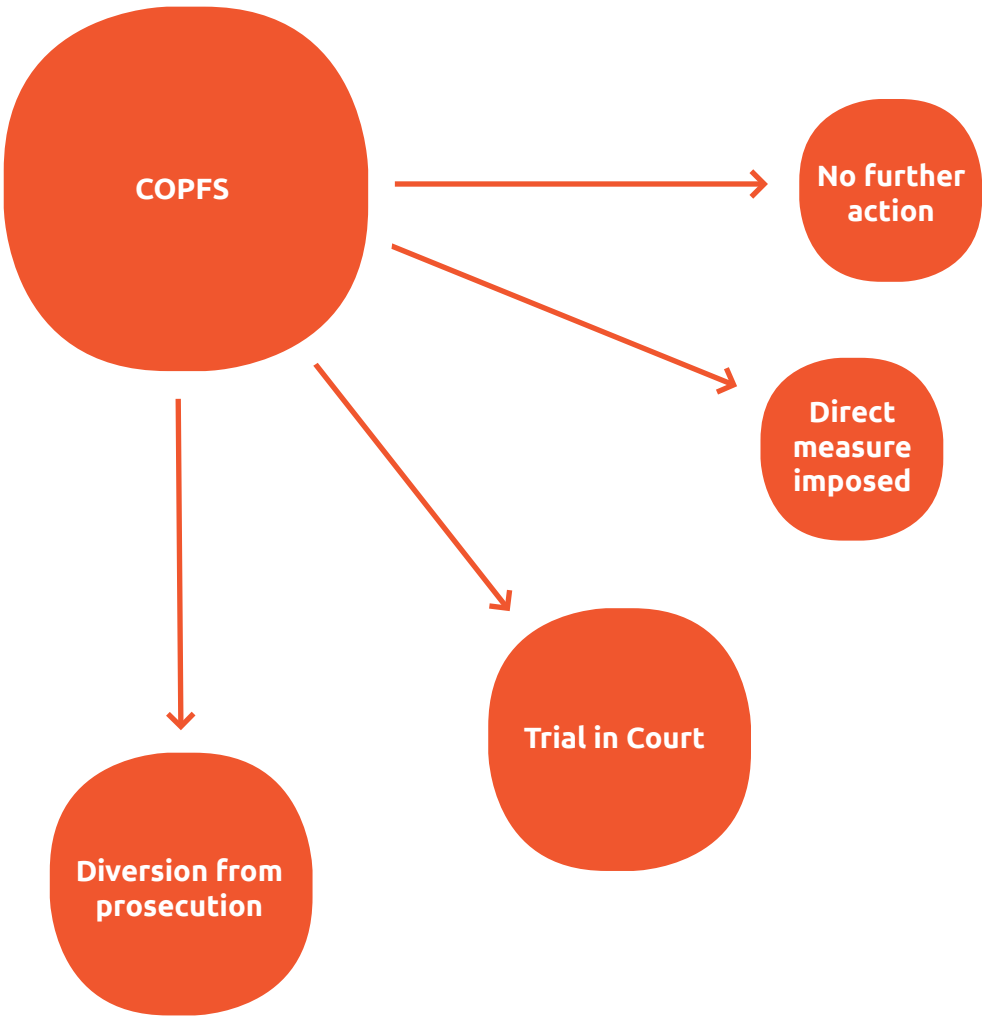 COPFS
No further
action
Direct
measure
imposed
Trial in Court
Diversion from
prosecution